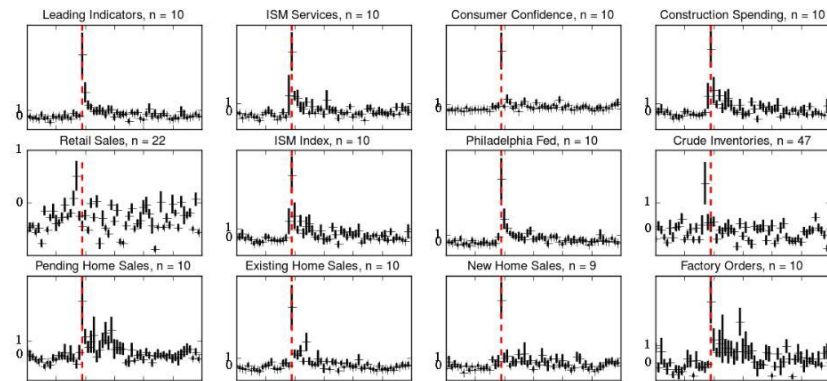 Leading Indicators, n = 10
ISM Services, n = 10
Consumer Confidence, n = 10
Construction Spending, n = 10
1
0
1
0
1
0
1
0
Retail Sales, n = 22
ISM Index, n = 10
Philadelphia Fed, n = 10
Crude Inventories, n = 47
1
0
1
0
1
0
1
0
Pending Home Sales, n = 10
Existing Home Sales, n = 10
New Home Sales, n = 9
Factory Orders, n = 10
1
0
1
0
1
0
1
0